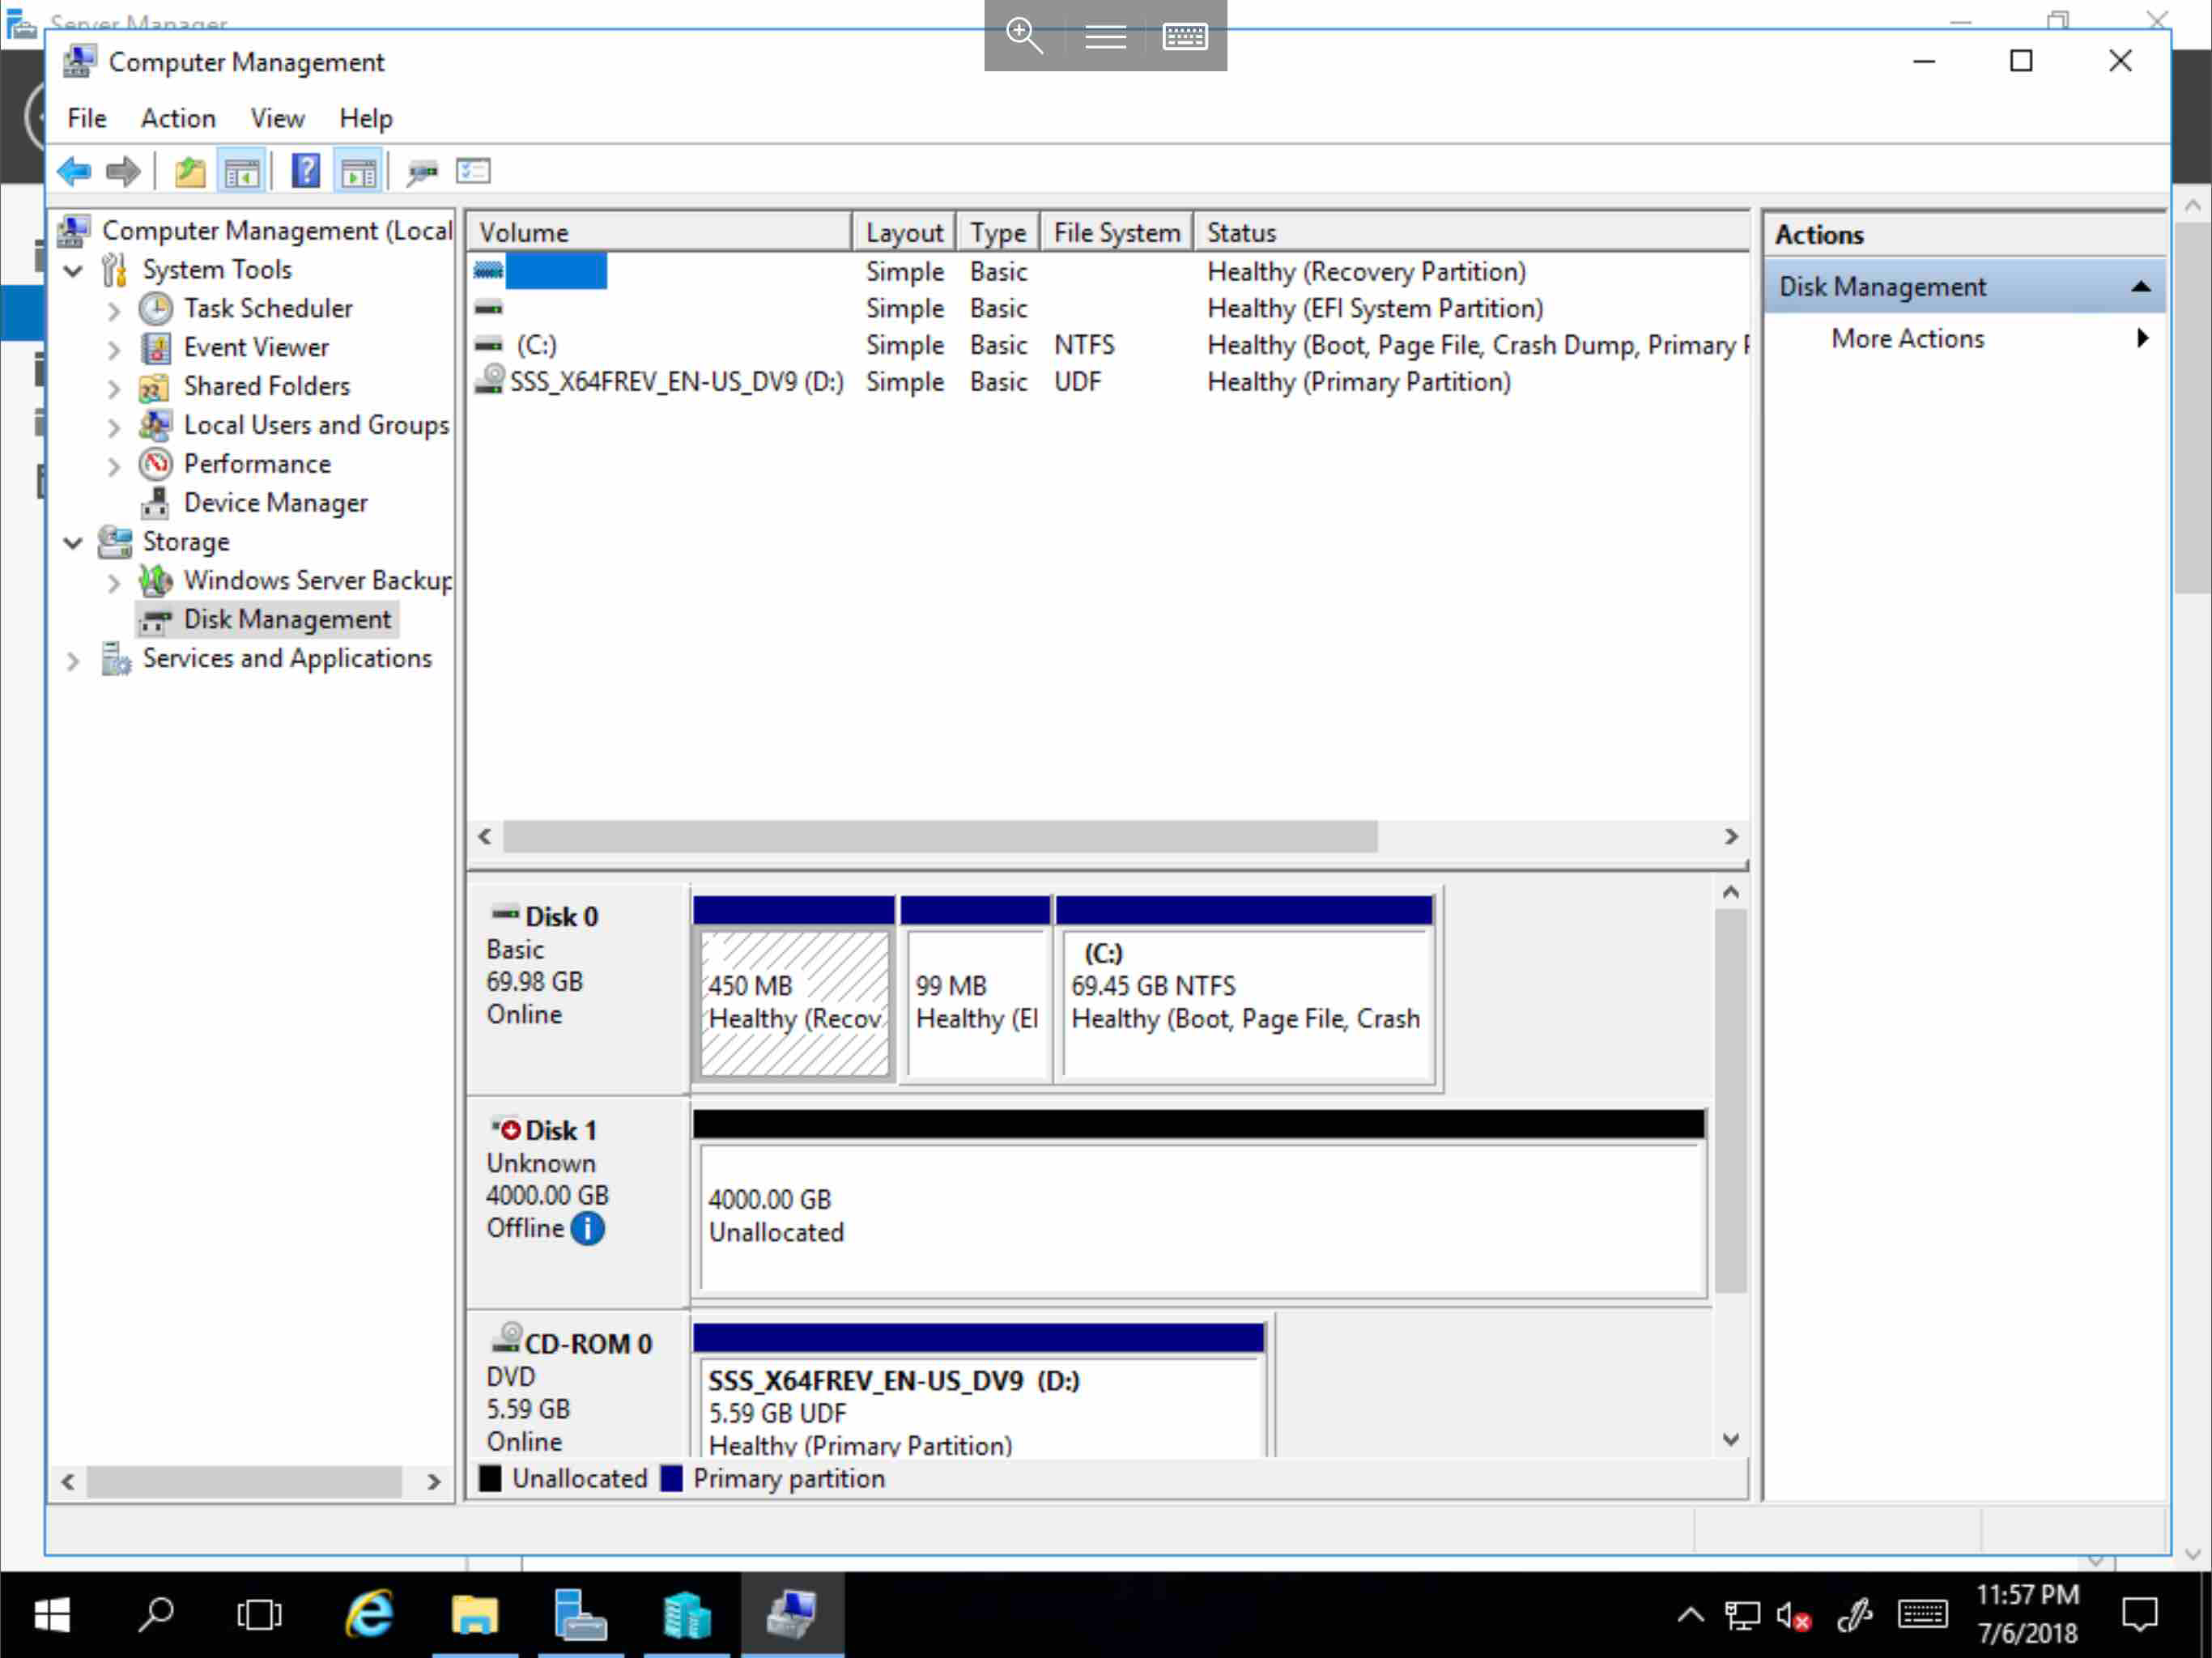 Server Manager
Computer Management
File Action View Help
Computer Management (Local
System Tools
Task Scheduler
Event Viewer
Shared Folders
Local Users and Groups
Performance
Device Manager
Storage
Windows Server Backup
Disk Management
Services and Applications
Volume Layout Type File System Status
Simple Basic Healthy (Recovery Partition)
Simple Basic Healthy (EFI System Partition)
(C:) Simple Basic NTFS Healthy (Boot, Page File, Crash Dump, Primary P
SSS_X64FREV_EN-US_DV9 (D:) Simple Basic UDF Healthy (Primary Partition)
Actions
Disk Management
More Actions
Disk 0
Basic
69.98 GB
Online
450 MB
Healthy (Recov
99 MB
Healthy (EI
(C:)
69.45 GB NTFS
Healthy (Boot, Page File, Crash
Disk 1
Unknown
4000.00 GB
Offline
4000.00 GB
Unallocated
CD-ROM 0
DVD
5.59 GB
Online
SSS_X64FREV_EN-US_DV9 (D:)
5.59 GB UDF
Healthy (Primary Partition)
Unallocated Primary partition
11:57 PM
7/6/2018